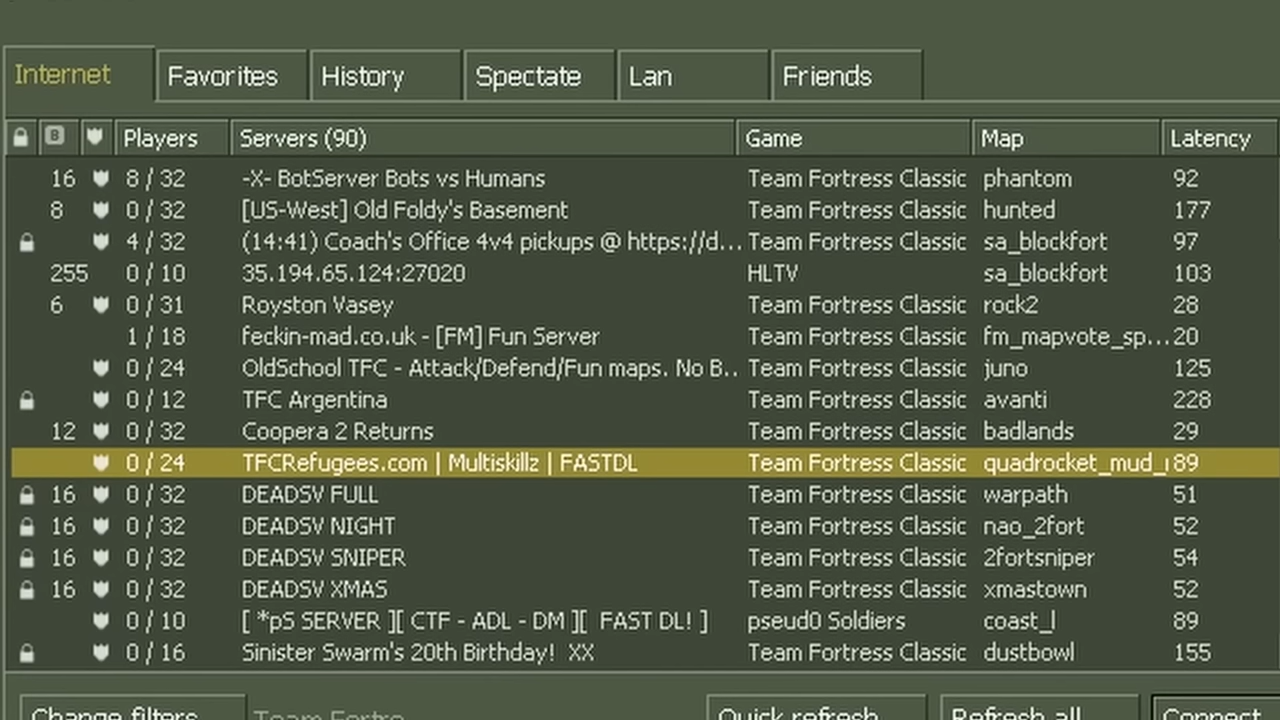 Internet Favorites History Spectate Lan Friends
B Players Servers (90) Game Map Latency
16 8 / 32 -X- BotServer Bots vs Humans Team Fortress Classic phantom 92
8 0 / 32 [US-West] Old Foldy's Basement Team Fortress Classic hunted 177
4 / 32 (14:41) Coach's Office 4v4 pickups @ https://d... Team Fortress Classic sa_blockfort 97
255 0 / 10 35.194.65.124:27020 HLTV sa_blockfort 103
6 0 / 31 Royston Vasey Team Fortress Classic rock2 28
1 / 18 feckin-mad.co.uk - [FM] Fun Server Team Fortress Classic fm_mapvote_sp... 20
0 / 24 OldSchool TFC - Attack/Defend/Fun maps. No B.. Team Fortress Classic juno 125
0 / 12 TFC Argentina Team Fortress Classic avanti 228
12 0 / 32 Coopera 2 Returns Team Fortress Classic badlands 29
0 / 24 TFCRefugees.com | Multiskillz | FASTDL Team Fortress Classic quadrocket_mud_ 89
16 0 / 32 DEADSV FULL Team Fortress Classic warpath 51
16 0 / 32 DEADSV NIGHT Team Fortress Classic nao_2fort 52
16 0 / 32 DEADSV SNIPER Team Fortress Classic 2fortsniper 54
16 0 / 32 DEADSV XMAS Team Fortress Classic xmastown 52
0 / 10 [ *pS SERVER ][ CTF - ADL - DM ][ FAST DL! ] pseud0 Soldiers coast_l 89
0 / 16 Sinister Swarm's 20th Birthday! XX Team Fortress Classic dustbowl 155
Change filters Team Fortre Quick refresh Refresh all Connect